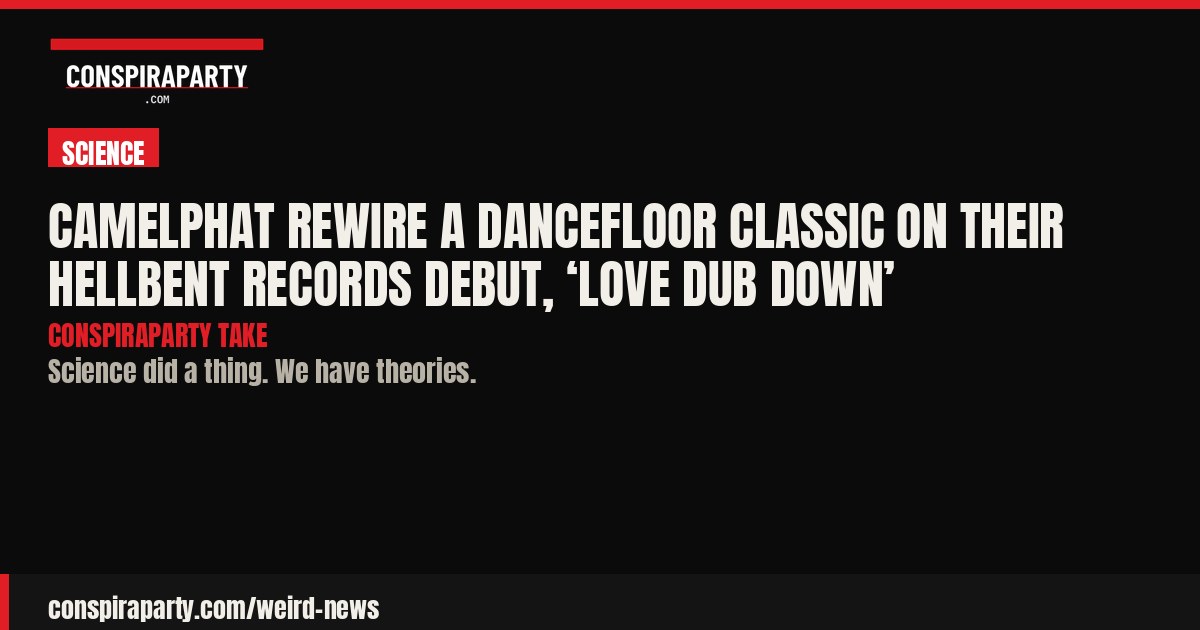 CONSPIRAPARTY
.COM
SCIENCE
CAMELPHAT REWIRE A DANCEFLOOR CLASSIC ON THEIR
HELLBENT RECORDS DEBUT, ‘LOVE DUB DOWN’
CONSPIRAPARTY TAKE
Science did a thing. We have theories.
conspiraparty.com/weird-news